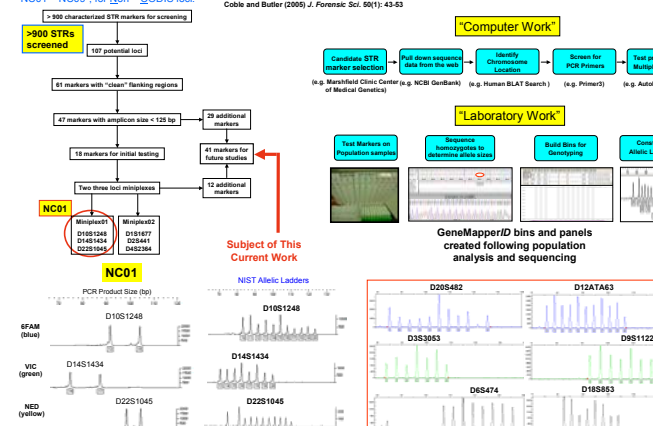 NC01 – NC09, for Non - CODIS loci.
Coble and Butler (2005) J. Forensic Sci. 50(1): 43-53
> 900 characterized STR markers for screening
>900 STRs
screened
107 potential loci
61 markers with "clean" flanking regions
47 markers with amplicon size < 125 bp
29 additional
markers
18 markers for initial testing
41 markers for
future studies
Two three loci miniplexes
12 additional
markers
NC01
Miniplex01
D10S1248
D14S1434
D22S1045
Miniplex02
D1S1677
D2S441
D4S2364
Subject of This
Current Work
"Computer Work"
Candidate STR
marker selection
Pull down sequence
data from the web
Identify
Chromosome
Location
Screen for
PCR Primers
(e.g. Marshfield Clinic Center
of Medical Genetics)
(e.g. NCBI GenBank)
(e.g. Human BLAT Search )
(e.g. Primer3)
"Laboratory Work"
Test Markers on
Population samples
Sequence
homozygotes to
determine allele sizes
Build Bins for
Genotyping
GeneMapperID bins and panels
created following population
analysis and sequencing
NC01
PCR Product Size (bp)
D10S1248
6FAM
(blue)
VIC
(green)
D14S1434
NED
(yellow)
D22S1045
NIST Allelic Ladders
D10S1248
D14S1434
D22S1045
D20S482
D12ATA63
D3S3053
D9S1122
D6S474
D18S853